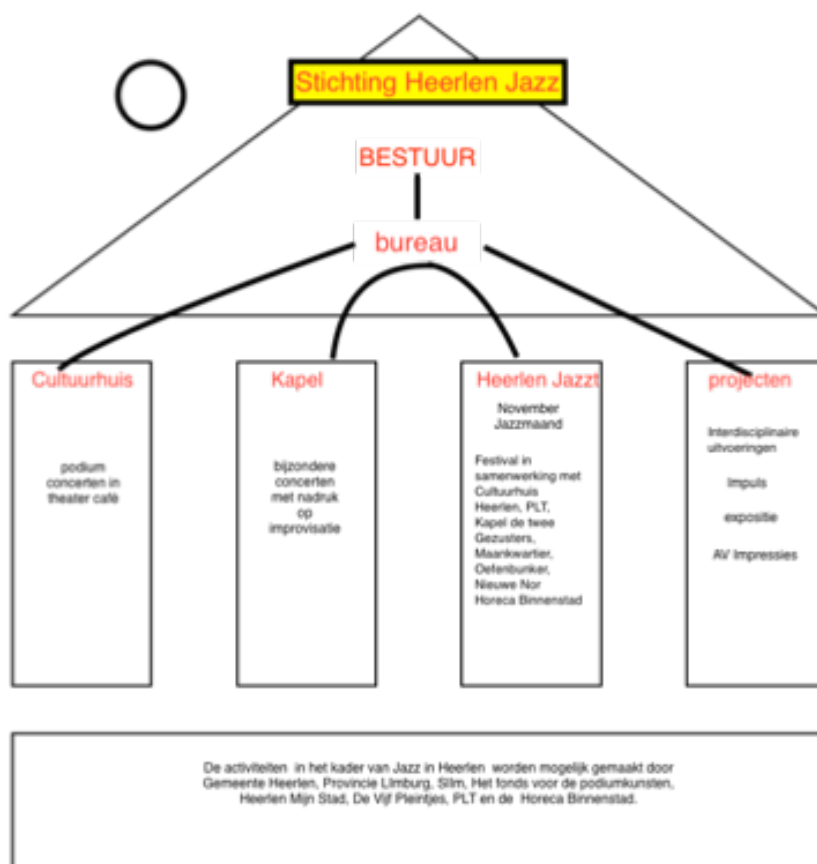 Stichting Heerlen Jazz
BESTUUR
bureau
Cultuurhuis
podium
concerten in
theater café
Kapel
bijzondere
concerten
met nadruk
op
improvisatie
Heerlen Jazzt
November
Jazzmaand
Festival in
samenwerking met
Cultuurhuis
Heerlen, PLT,
Kapel de twee
Gezusters,
Maankwartier,
Oefenbunker,
Nieuwe Nor
Horeca Binnenstad
projecten
Interdisciplinaire
uitvoeringen
Impuls
expositie
AV Impressies
De activiteiten in het kader van Jazz in Heerlen worden mogelijk gemaakt door
Gemeente Heerlen, Provincie LImburg, Sllm, Het fonds voor de podiumkunsten,
Heerlen Mijn Stad, De Vijf Pleintjes, PLT en de Horeca Binnenstad.